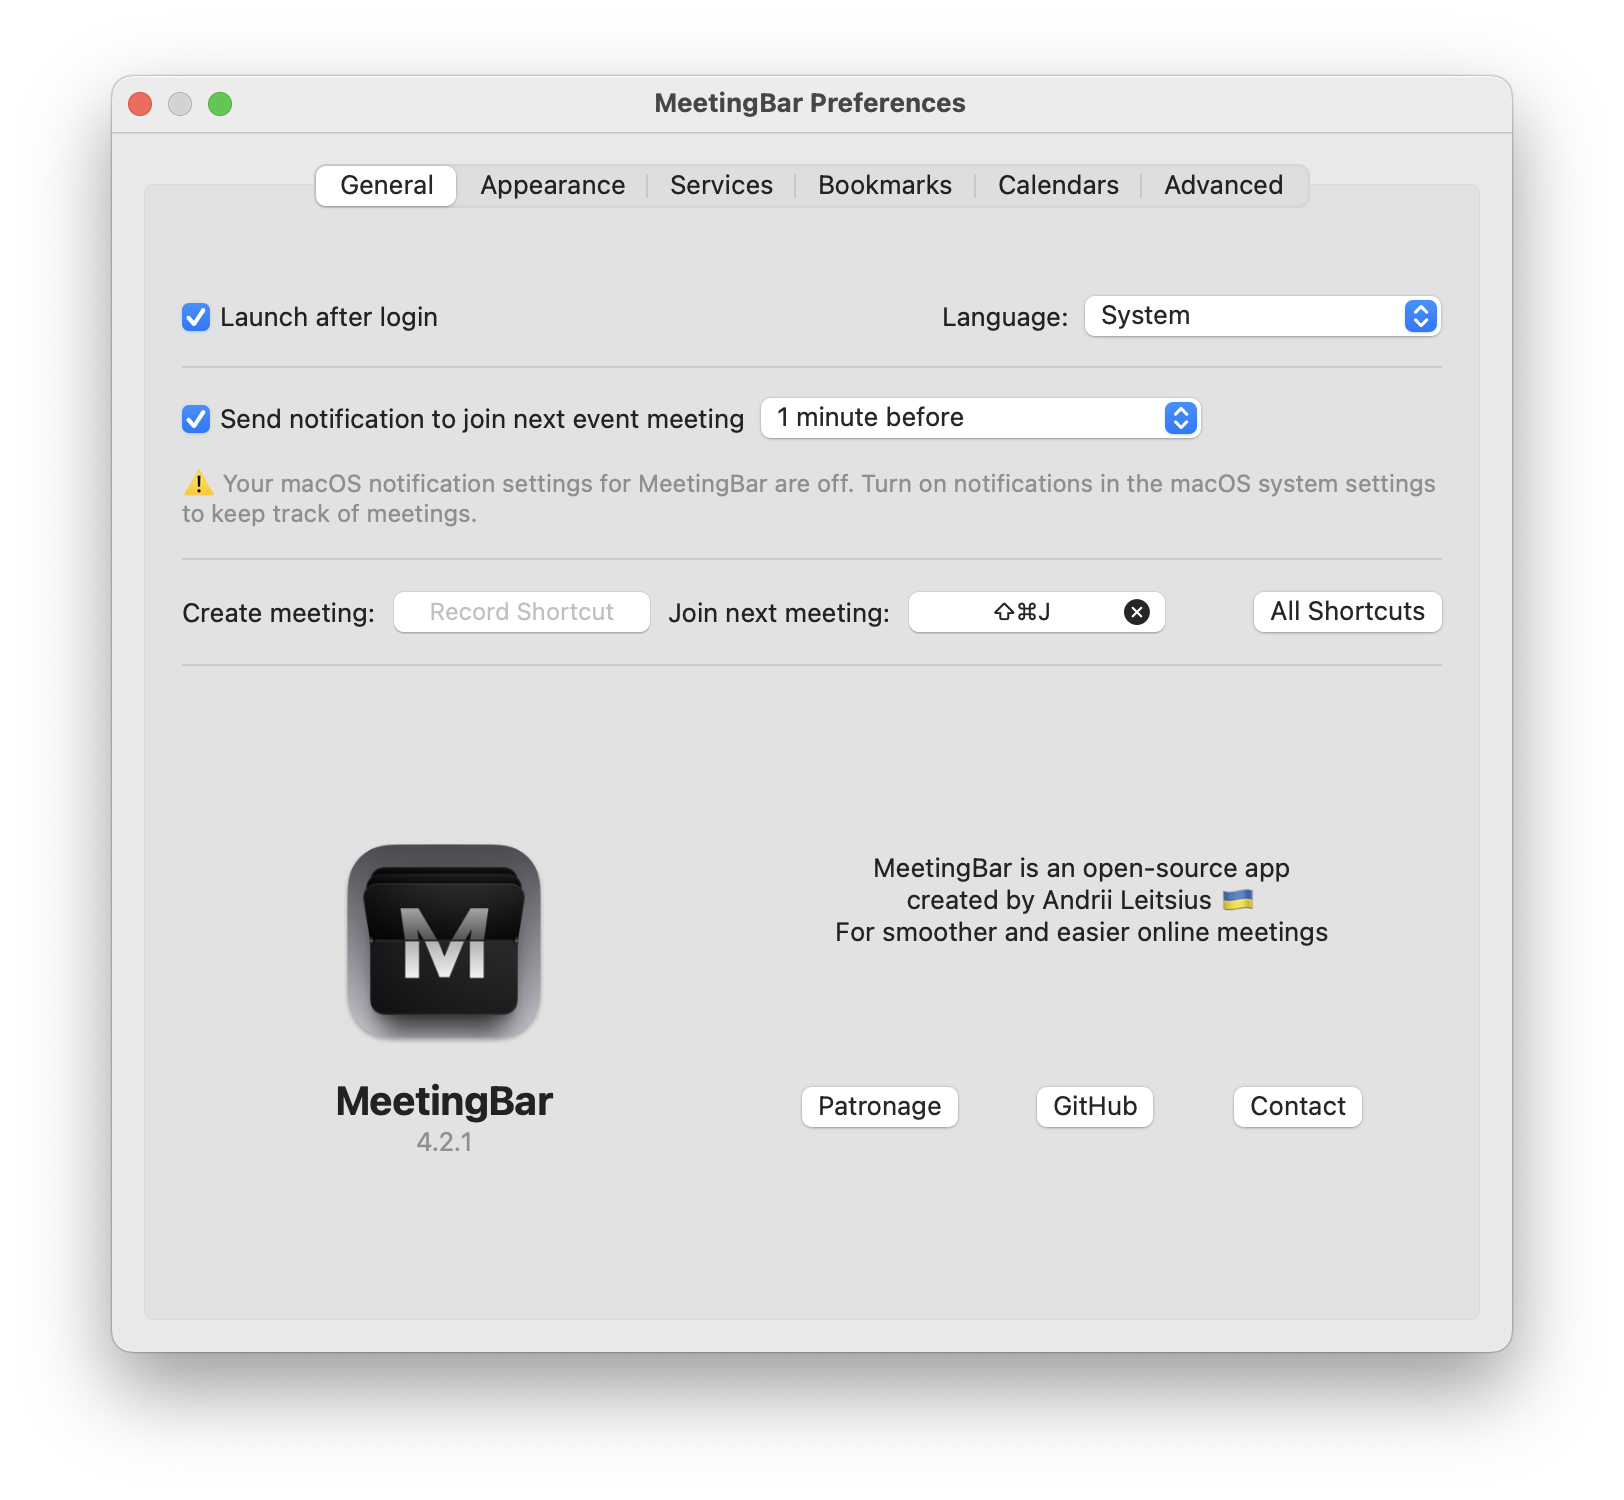 MeetingBar Preferences
General Appearance Services Bookmarks Calendars Advanced
Launch after login Language: System
Send notification to join next event meeting 1 minute before
⚠️ Your macOS notification settings for MeetingBar are off. Turn on notifications in the macOS system settings
to keep track of meetings.
Create meeting: Record Shortcut Join next meeting: ⇧⌘J All Shortcuts
M
MeetingBar is an open-source app
created by Andrii Leitsius 🇺🇦
For smoother and easier online meetings
MeetingBar
4.2.1
Patronage GitHub Contact